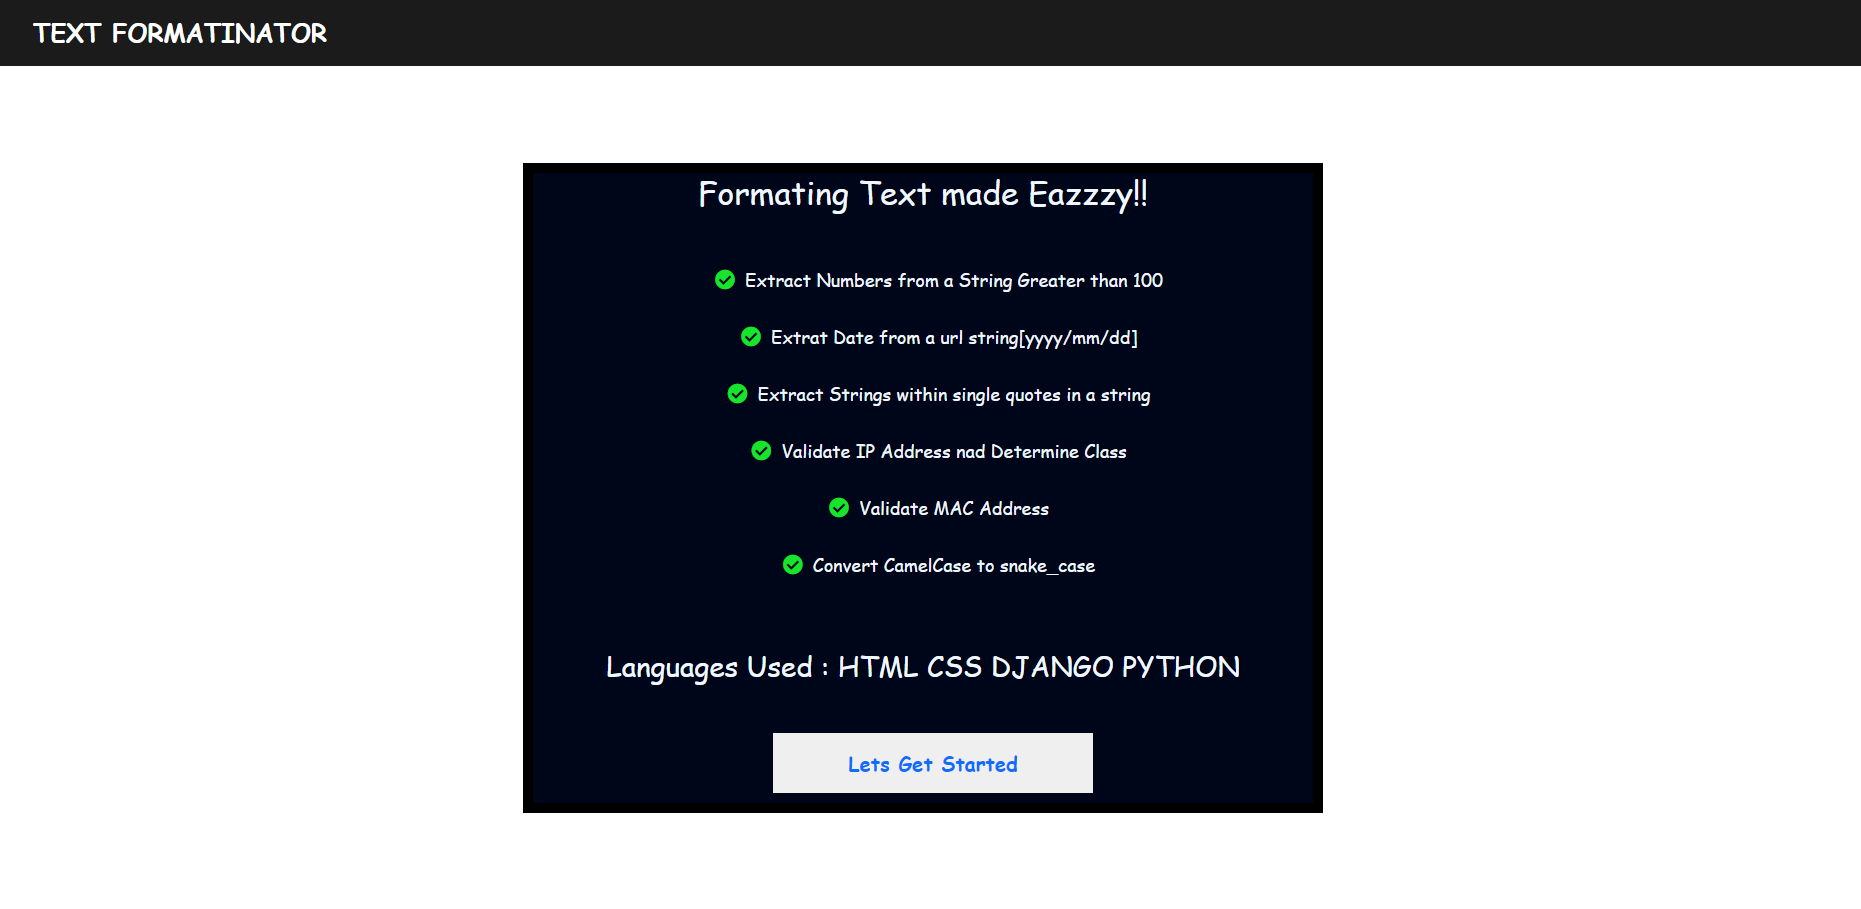 TEXT FORMATINATOR
Formating Text made Eazzzy!!
Extract Numbers from a String Greater than 100
Extrat Date from a url string[yyyy/mm/dd]
Extract Strings within single quotes in a string
Validate IP Address nad Determine Class
Validate MAC Address
Convert CamelCase to snake_case
Languages Used : HTML CSS DJANGO PYTHON
Lets Get Started